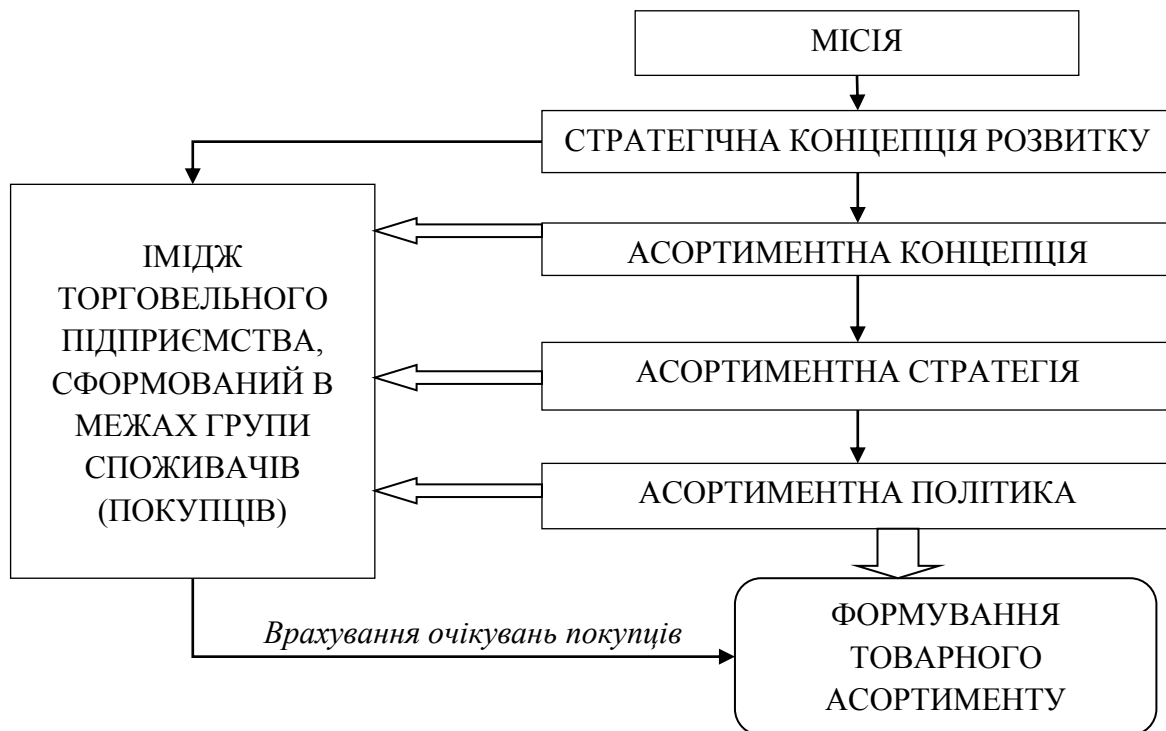 МІСІЯ
СТРАТЕГІЧНА КОНЦЕПЦІЯ РОЗВИТКУ
АСОРТИМЕНТНА КОНЦЕПЦІЯ
ІМІДЖ
ТОРГОВЕЛЬНОГО
ПІДПРИЄМСТВА,
СФОРМОВАНИЙ В
МЕЖАХ ГРУПИ
СПОЖИВАЧІВ
(ПОКУПЦІВ)
АСОРТИМЕНТНА СТРАТЕГІЯ
АСОРТИМЕНТНА ПОЛІТИКА
Врахування очікувань покупців
ФОРМУВАННЯ
ТОВАРНОГО
АСОРТИМЕНТУ